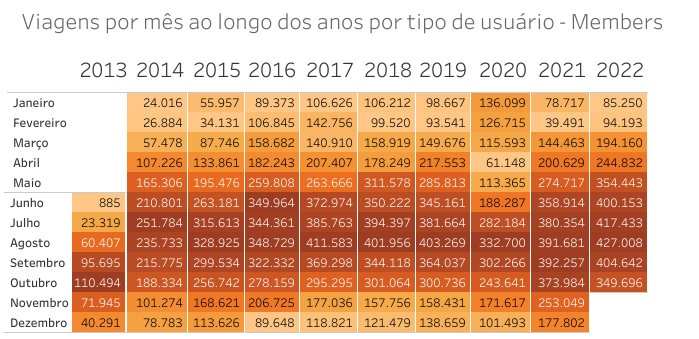 Viagens por mês ao longo dos anos por tipo de usuário - Members
2013 2014 2015 2016 2017 2018 2019 2020 2021 2022
Janeiro 24.016 55.957 89.373 106.626 106.212 98.667 136.099 78.717 85.250
Fevereiro 26.884 34.131 106.845 142.756 99.520 93.541 126.715 39.491 94.193
Março 57.478 87.746 158.682 140.910 158.919 149.676 115.593 144.463 194.160
Abril 107.226 133.861 182.243 207.407 178.249 217.553 61.148 200.629 244.832
Maio 165.306 195.476 259.808 263.666 311.578 285.813 113.365 274.717 354.443
Junho 885 210.801 263.181 349.964 372.974 350.222 345.161 188.287 358.914 400.153
Julho 23.319 251.784 315.613 344.361 385.763 394.397 381.664 282.184 380.354 417.433
Agosto 60.407 235.733 328.925 348.729 411.583 401.956 403.269 332.700 391.681 427.008
Setembro 95.695 215.775 299.534 322.332 369.298 344.118 364.037 302.266 392.257 404.642
Outubro 110.494 188.334 256.742 278.159 295.295 301.064 300.736 243.641 373.984 349.696
Novembro 71.945 101.274 168.621 206.725 177.036 157.756 158.431 171.617 253.049
Dezembro 40.291 78.783 113.626 89.648 118.821 121.479 138.659 101.493 177.802